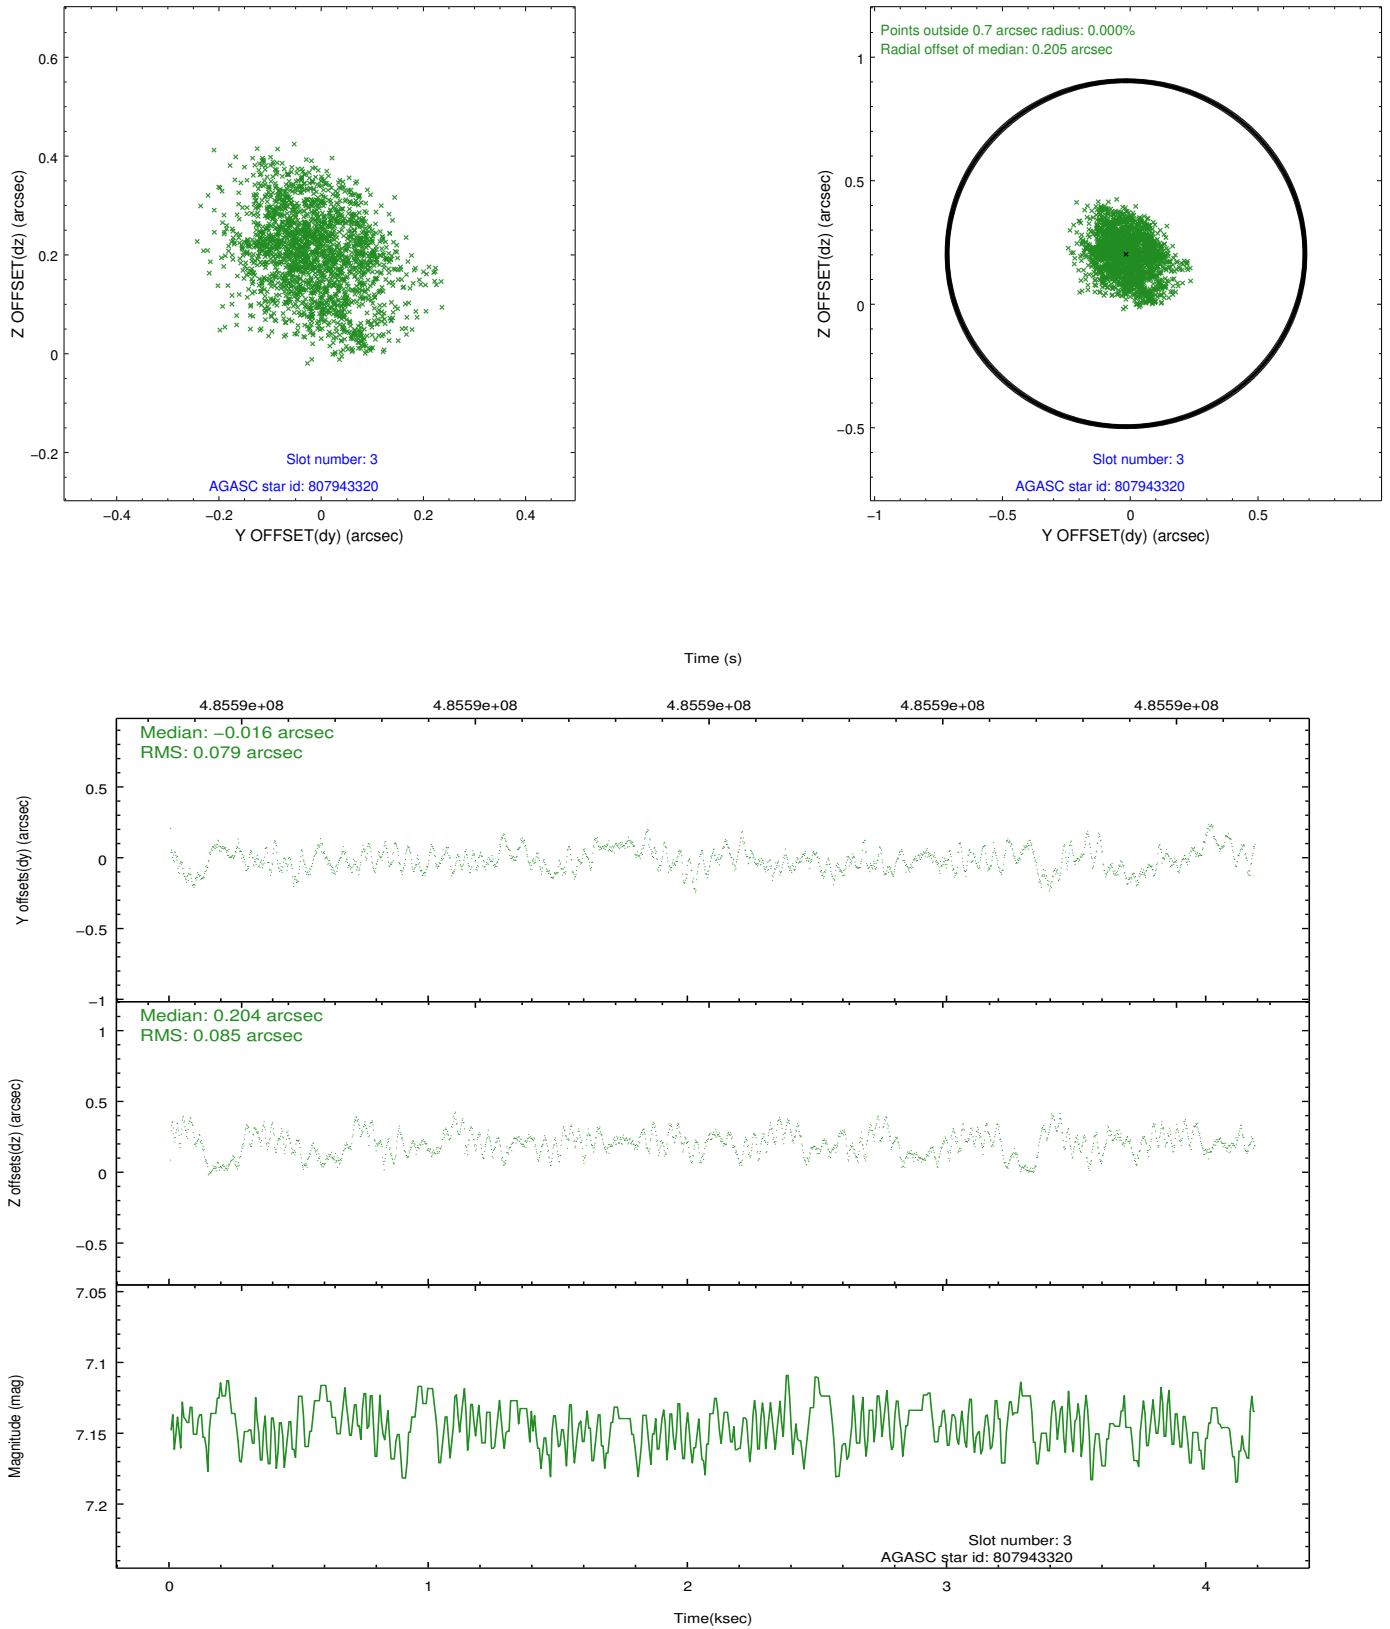 0.6
0.4
0.2
0
−0.2
Z OFFSET(dz) (arcsec)
Slot number: 3
AGASC star id: 807943320
−0.4
−0.2
0
0.2
0.4
Y OFFSET(dy) (arcsec)
Points outside 0.7 arcsec radius: 0.000%
Radial offset of median: 0.205 arcsec
1
0.5
0
−0.5
Z OFFSET(dz) (arcsec)
Slot number: 3
AGASC star id: 807943320
−1
−0.5
0
0.5
Y OFFSET(dy) (arcsec)
Time (s)
4.8559e+08
4.8559e+08
4.8559e+08
4.8559e+08
4.8559e+08
Median: −0.016 arcsec
RMS: 0.079 arcsec
0.5
0
−0.5
−1
Y offsets(dy) (arcsec)
Median: 0.204 arcsec
RMS: 0.085 arcsec
1
0.5
0
−0.5
Z offsets(dz) (arcsec)
7.05
7.1
7.15
7.2
Magnitude (mag)
Slot number: 3
AGASC star id: 807943320
0
1
2
3
4
Time(ksec)